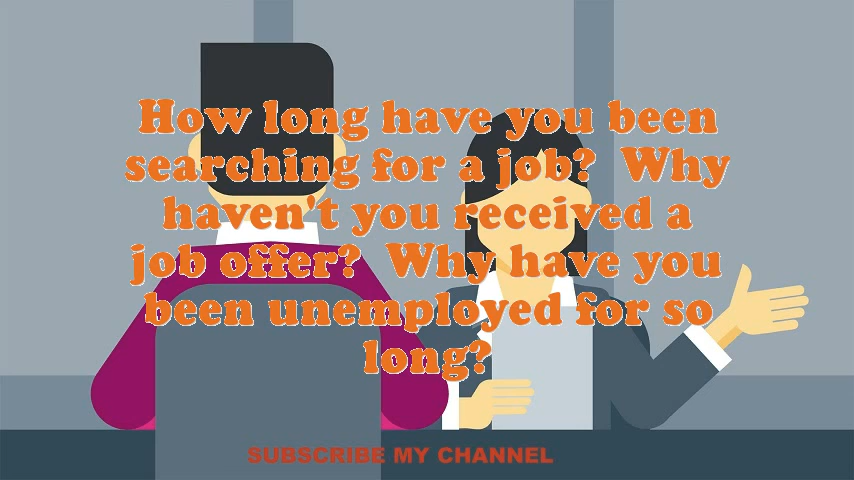 How long have you been
searching for a job?  Why
haven't you received a
job offer?  Why have you
been unemployed for so
long?
SUBSCRIBE MY CHANNEL